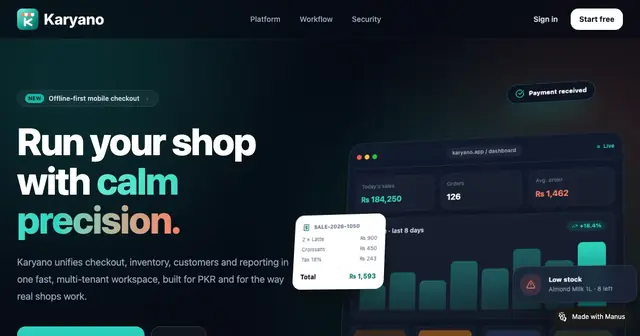 Karyano
Platform
Workflow
Security
Sign in
Start free
NEW
Offline-first mobile checkout
Payment received
Run your shop
with calm
precision.
Karyano unifies checkout, inventory, customers and reporting in
one fast, multi-tenant workspace, built for PKR and for the way
real shops work.
karyano.app / dashboard
Live
Today's sales
₨ 184,250
Orders
126
Avg. order
₨ 1,462
- last 8 days
+18.4%
SALE-2026-1050
2 × Latte ₨ 900
Croissant ₨ 450
Tax 18% ₨ 243
Total ₨ 1,593
Low stock
Almond Milk 1L · 8 left
Made with Manus